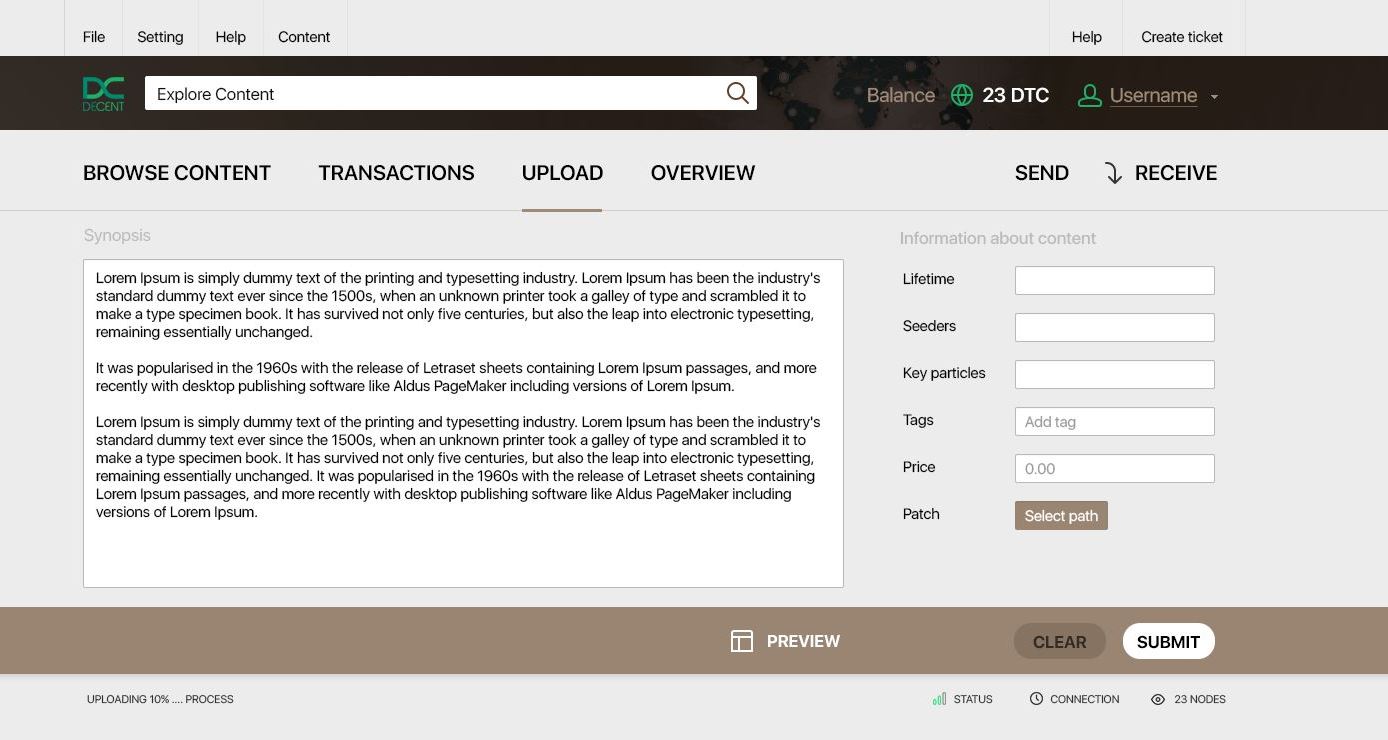 File Setting Help Content Help Create ticket
DECENT
Explore Content
Balance 23 DTC Username
BROWSE CONTENT TRANSACTIONS UPLOAD OVERVIEW SEND RECEIVE
Synopsis
Lorem Ipsum is simply dummy text of the printing and typesetting industry. Lorem Ipsum has been the industry's
standard dummy text ever since the 1500s, when an unknown printer took a galley of type and scrambled it to
make a type specimen book. It has survived not only five centuries, but also the leap into electronic typesetting,
remaining essentially unchanged.
It was popularised in the 1960s with the release of Letraset sheets containing Lorem Ipsum passages, and more
recently with desktop publishing software like Aldus PageMaker including versions of Lorem Ipsum.
Lorem Ipsum is simply dummy text of the printing and typesetting industry. Lorem Ipsum has been the industry's
standard dummy text ever since the 1500s, when an unknown printer took a galley of type and scrambled it to
make a type specimen book. It has survived not only five centuries, but also the leap into electronic typesetting,
remaining essentially unchanged. It was popularised in the 1960s with the release of Letraset sheets containing
Lorem Ipsum passages, and more recently with desktop publishing software like Aldus PageMaker including
versions of Lorem Ipsum.
Information about content
Lifetime
Seeders
Key particles
Tags Add tag
Price 0.00
Patch Select path
PREVIEW CLEAR SUBMIT
UPLOADING 10% .... PROCESS STATUS CONNECTION 23 NODES